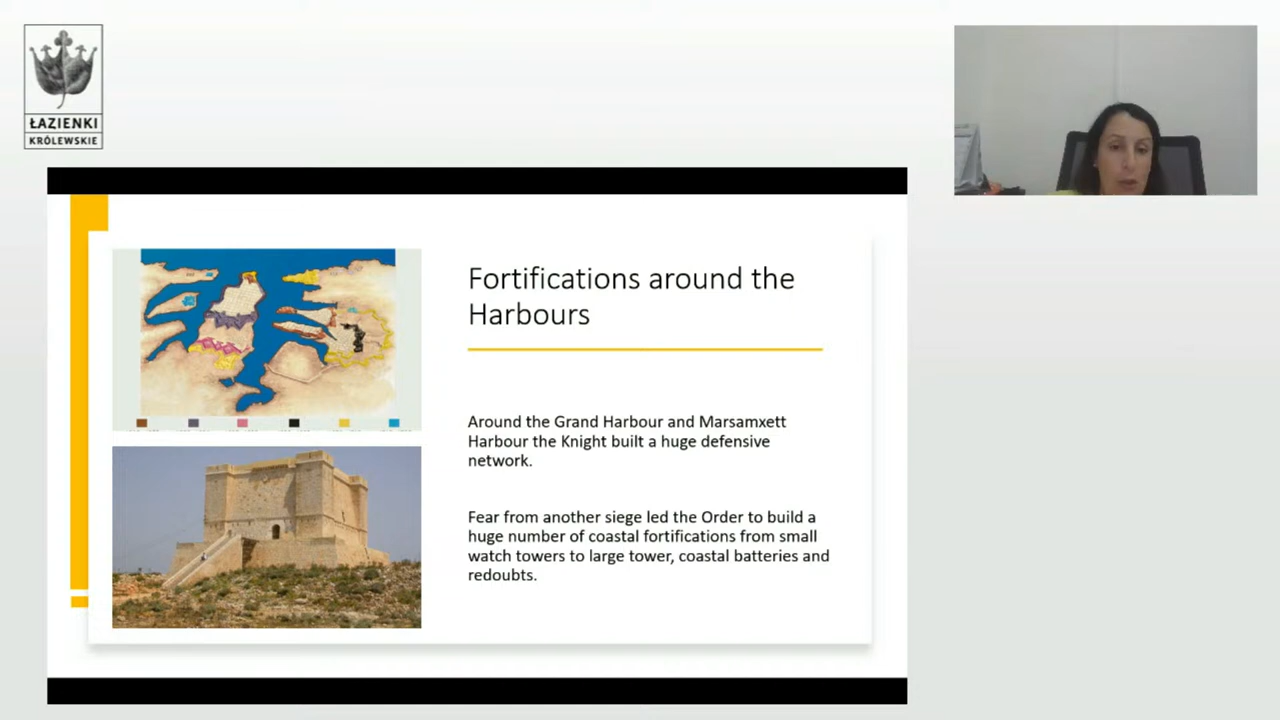 ŁAZIENKI
KRÓLEWSKIE
Fortifications around the
Harbours
Around the Grand Harbour and Marsamxett
Harbour the Knight built a huge defensive
network.
Fear from another siege led the Order to build a
huge number of coastal fortifications from small
watch towers to large tower, coastal batteries and
redoubts.